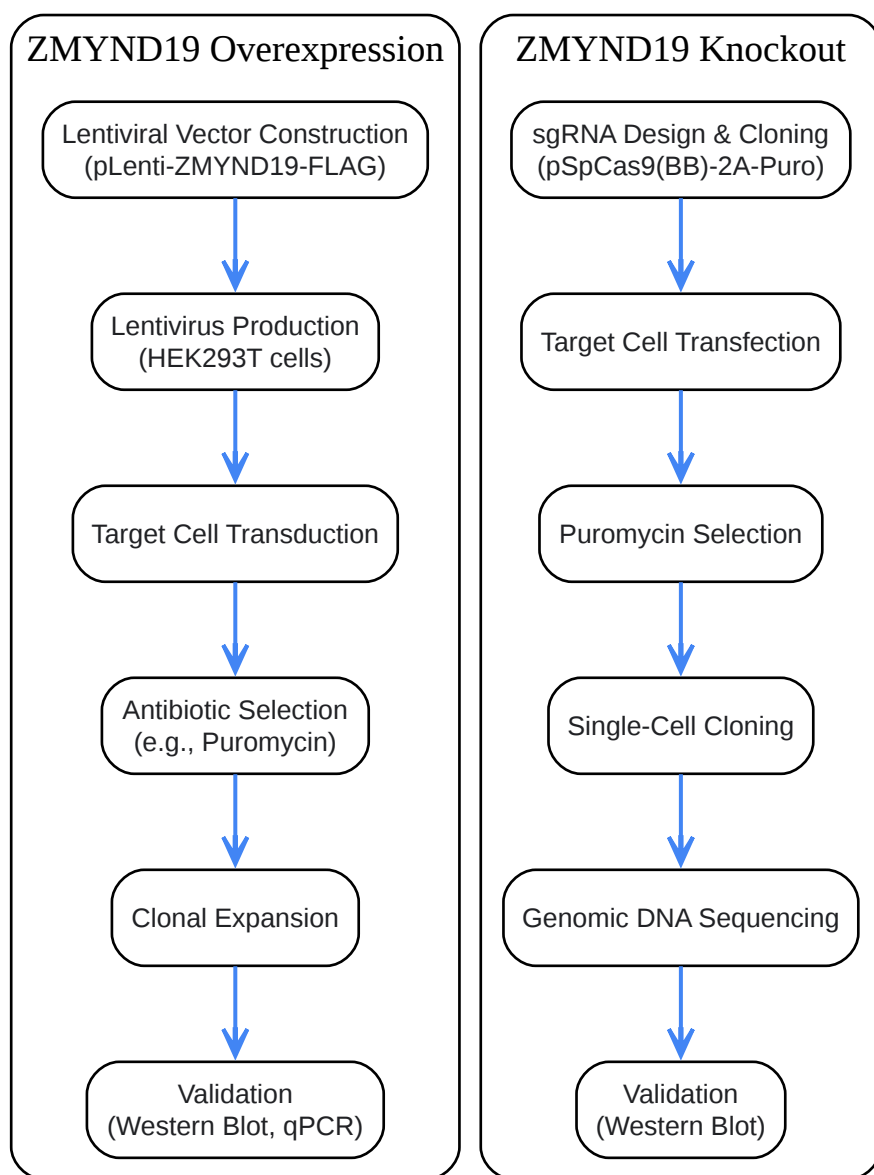 ZMYND19 Overexpression
Lentiviral Vector Construction
(pLenti-ZMYND19-FLAG)
Lentivirus Production
(HEK293T cells)
Target Cell Transduction
Antibiotic Selection
(e.g., Puromycin)
Clonal Expansion
Validation
(Western Blot, qPCR)
ZMYND19 Knockout
sgRNA Design & Cloning
(pSpCas9(BB)-2A-Puro)
Target Cell Transfection
Puromycin Selection
Single-Cell Cloning
Genomic DNA Sequencing
Validation
(Western Blot)